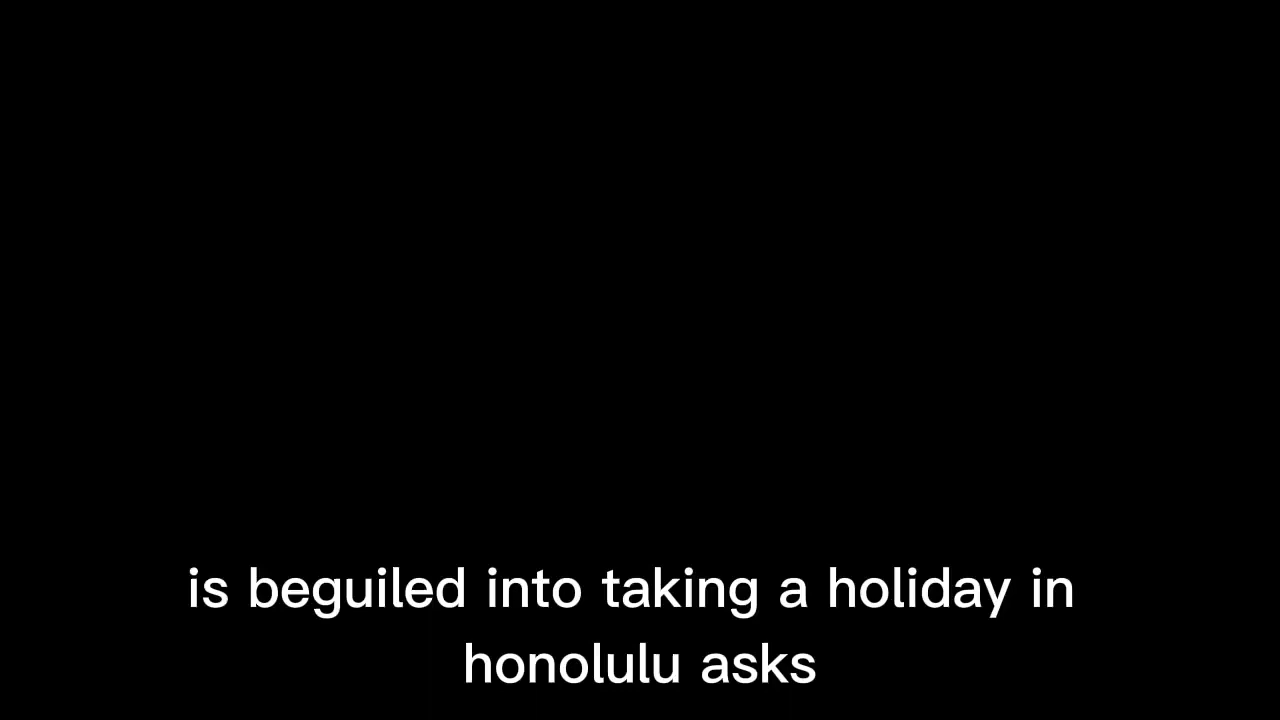 is beguiled into taking a holiday in
honolulu asks